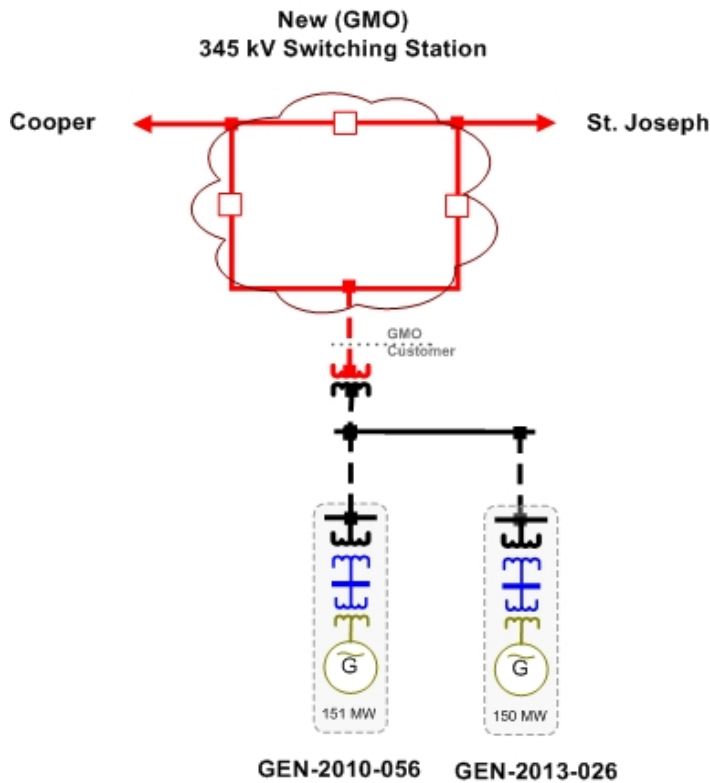 New (GMO)
345 kV Switching Station
Cooper
St. Joseph
GMO
Customer
G
G
151 MW
150 MW
GEN-2010-056
GEN-2013-026